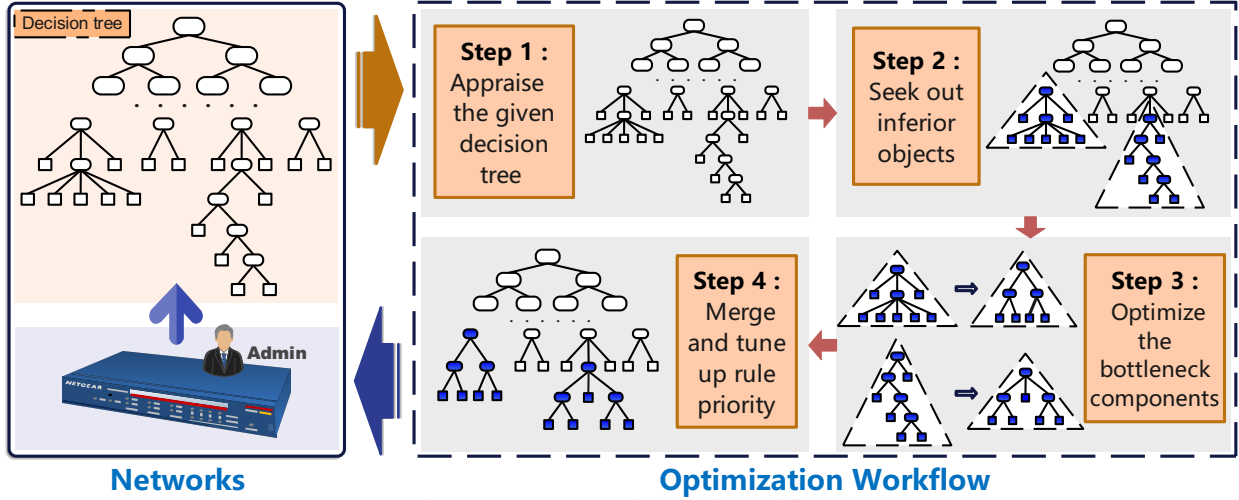 Decision tree
Step 1 :
Appraise
the given
decision
tree
Step 2 :
Seek out
inferior
objects
Step 4 :
Merge
and tune
up rule
priority
Step 3 :
Optimize
the
bottleneck
components
Admin
NETGEAR
Networks
Optimization Workflow